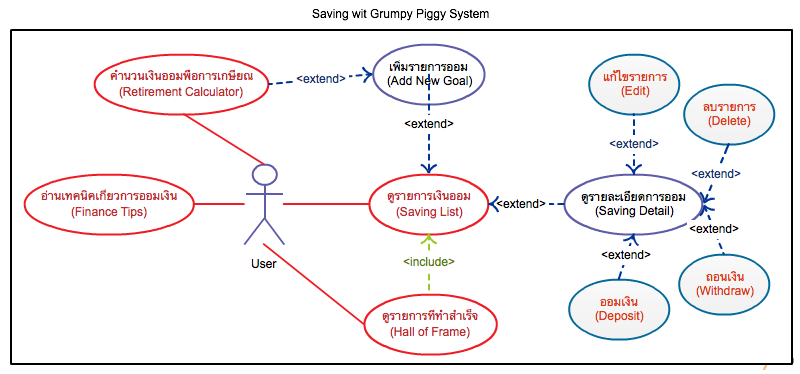 Saving wit Grumpy Piggy System
คำนวนเงินออมพือการเกษียณ
(Retirement Calculator)
<extend>
เพิ่มรายการออม
(Add New Goal)
แก้ไขรายการ
(Edit)
ลบรายการ
(Delete)
<extend>
<extend>
<extend>
อ่านเทคนิคเกี่ยวการออมเงิน
(Finance Tips)
ดูรายการเงินออม
(Saving List)
<extend>
ดูรายละเอียดการออม
(Saving Detail)
<extend>
<extend>
User
<include>
ถอนเงิน
(Withdraw)
ออมเงิน
(Deposit)
ดูรายการที่ทำสำเร็จ
(Hall of Frame)